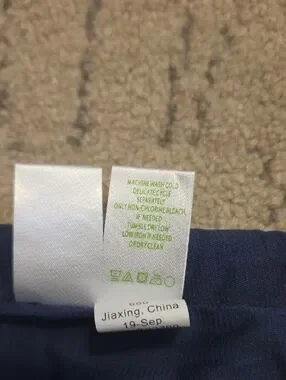 MACHINE WASH COLD
DELICATE CYCLE
SEPARATELY
ONLY NON-CHLORINE BLEACH,
IF NEEDED
TUMBLE DRY LOW
LOW IRON IF NEEDED
OR DRY CLEAN
Jiaxing, China
19-Sep